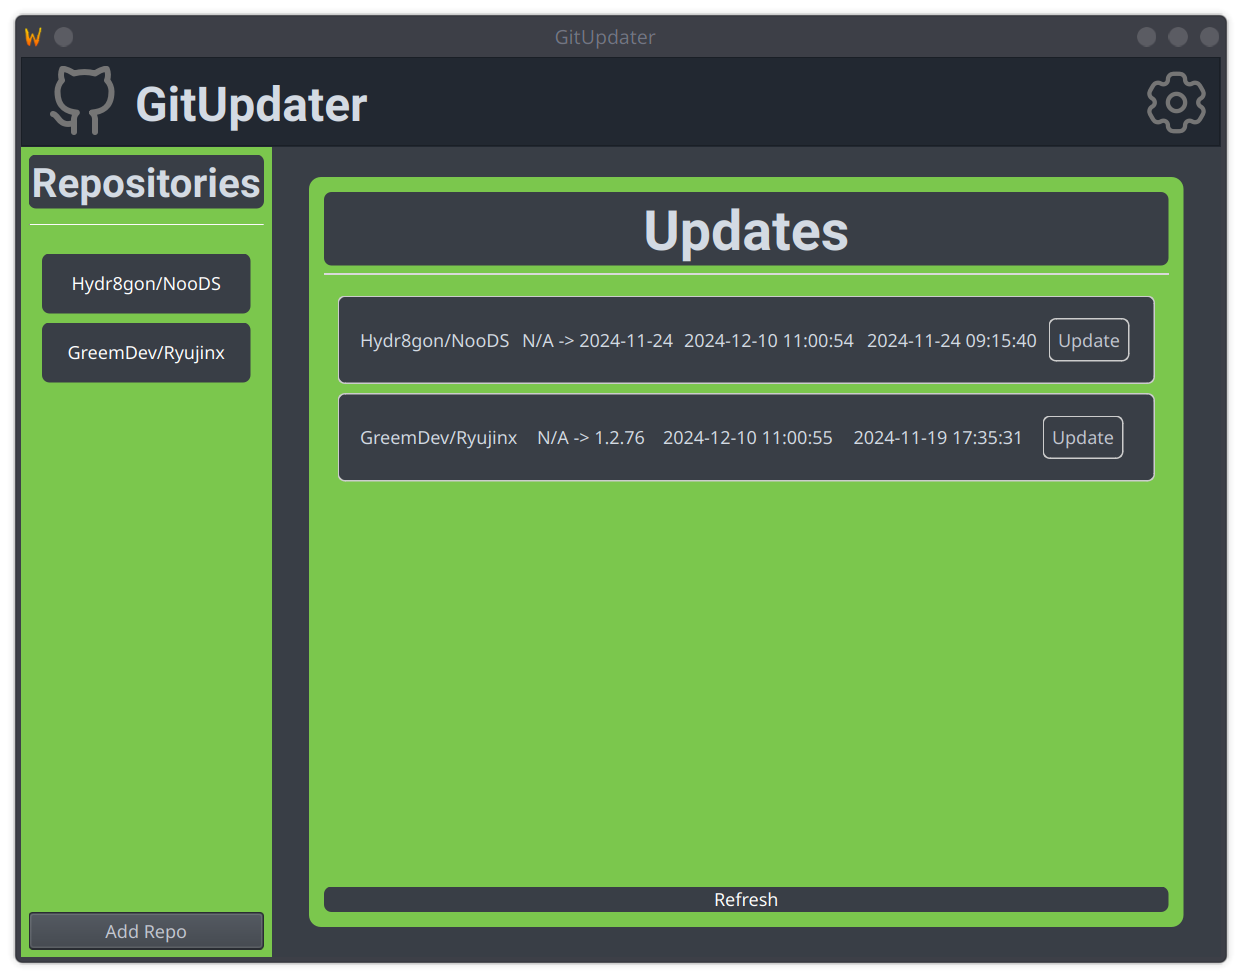 GitUpdater
GitUpdater
Repositories
Hydr8gon/NooDS
GreemDev/Ryujinx
Add Repo
Updates
Hydr8gon/NooDS N/A -> 2024-11-24 2024-12-10 11:00:54 2024-11-24 09:15:40 Update
GreemDev/Ryujinx N/A -> 1.2.76 2024-12-10 11:00:55 2024-11-19 17:35:31 Update
Refresh